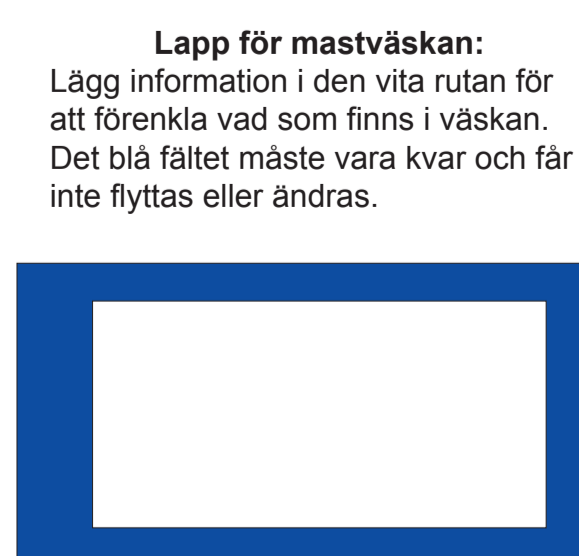 Lapp för mastväskan:
Lägg information i den vita rutan för
att förenkla vad som finns i väskan.
Det blå fältet måste vara kvar och får
inte flyttas eller ändras.